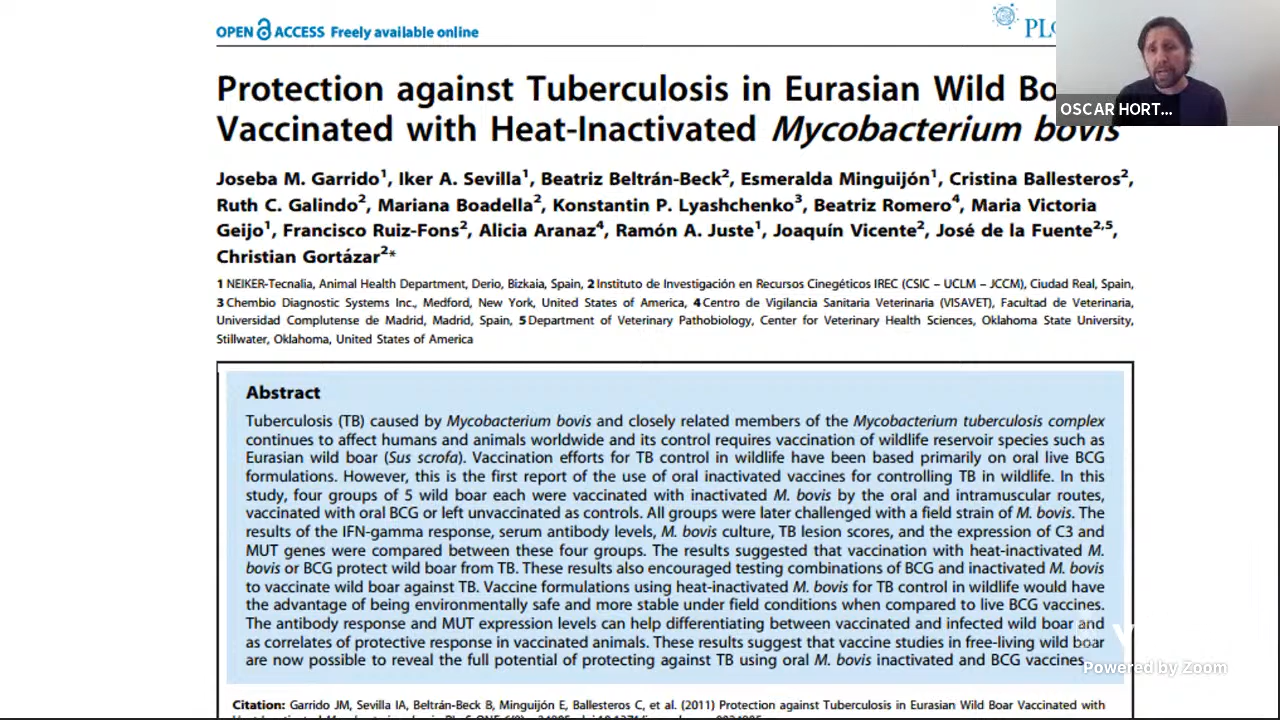 OPEN ACCESS Freely available online
PL
OSCAR HORT...
Protection against Tuberculosis in Eurasian Wild Bo
Vaccinated with Heat-Inactivated Mycobacterium bovis
Joseba M. Garrido1, Iker A. Sevilla1, Beatriz Beltrán-Beck2, Esmeralda Minguijón1, Cristina Ballesteros2,
Ruth C. Galindo2, Mariana Boadella2, Konstantin P. Lyashchenko3, Beatriz Romero4, Maria Victoria
Geijo1, Francisco Ruiz-Fons2, Alicia Aranaz4, Ramón A. Juste1, Joaquín Vicente2, José de la Fuente2,5,
Christian Gortázar2*
1 NEIKER-Tecnalia, Animal Health Department, Derio, Bizkaia, Spain, 2 Instituto de Investigación en Recursos Cinegéticos IREC (CSIC – UCLM – JCCM), Ciudad Real, Spain,
3 Chembio Diagnostic Systems Inc., Medford, New York, United States of America, 4 Centro de Vigilancia Sanitaria Veterinaria (VISAVET), Facultad de Veterinaria,
Universidad Complutense de Madrid, Madrid, Spain, 5 Department of Veterinary Pathobiology, Center for Veterinary Health Sciences, Oklahoma State University,
Stillwater, Oklahoma, United States of America
Abstract
Tuberculosis (TB) caused by Mycobacterium bovis and closely related members of the Mycobacterium tuberculosis complex
continues to affect humans and animals worldwide and its control requires vaccination of wildlife reservoir species such as
Eurasian wild boar (Sus scrofa). Vaccination efforts for TB control in wildlife have been based primarily on oral live BCG
formulations. However, this is the first report of the use of oral inactivated vaccines for controlling TB in wildlife. In this
study, four groups of 5 wild boar each were vaccinated with inactivated M. bovis by the oral and intramuscular routes,
vaccinated with oral BCG or left unvaccinated as controls. All groups were later challenged with a field strain of M. bovis. The
results of the IFN-gamma response, serum antibody levels, M. bovis culture, TB lesion scores, and the expression of C3 and
MUT genes were compared between these four groups. The results suggested that vaccination with heat-inactivated M.
bovis or BCG protect wild boar from TB. These results also encouraged testing combinations of BCG and inactivated M. bovis
to vaccinate wild boar against TB. Vaccine formulations using heat-inactivated M. bovis for TB control in wildlife would have
the advantage of being environmentally safe and more stable under field conditions when compared to live BCG vaccines.
The antibody response and MUT expression levels can help differentiating between vaccinated and infected wild boar and
as correlates of protective response in vaccinated animals. These results suggest that vaccine studies in free-living wild boar
are now possible to reveal the full potential of protecting against TB using oral M. bovis inactivated and BCG vaccines
Powered by Zoom
Citation: Garrido JM, Sevilla IA, Beltrán-Beck B, Minguijón E, Ballesteros C, et al. (2011) Protection against Tuberculosis in Eurasian Wild Boar Vaccinated with